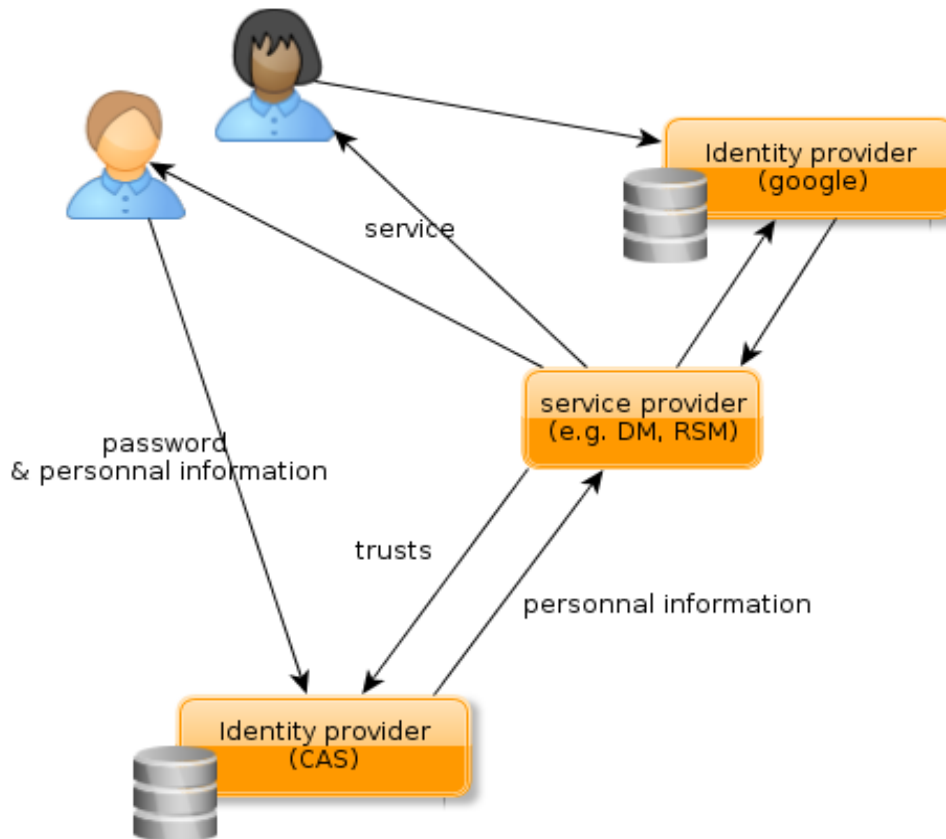 Identity provider
(google)
service
service provider
(e.g. DM, RSM)
password
& personnal information
trusts
personnal information
Identity provider
(CAS)